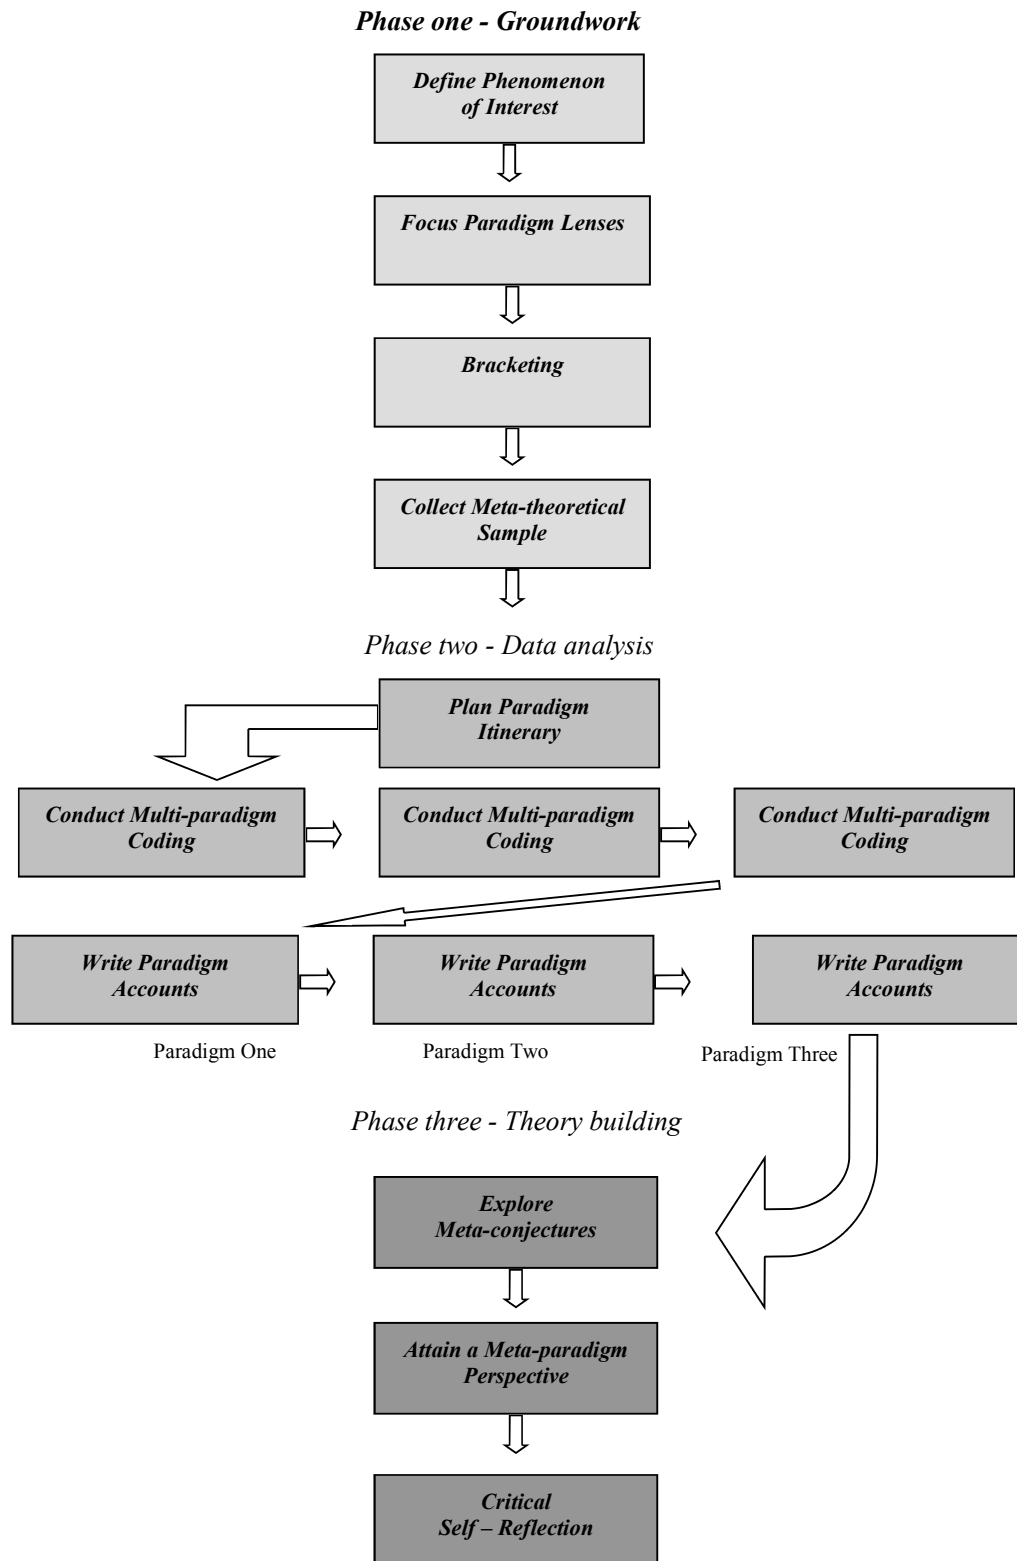 Phase one - Groundwork
Define Phenomenon
of Interest
Focus Paradigm Lenses
Bracketing
Collect Meta-theoretical
Sample
Phase two - Data analysis
Plan Paradigm
Itinerary
Conduct Multi-paradigm
Coding
Conduct Multi-paradigm
Coding
Conduct Multi-paradigm
Coding
Write Paradigm
Accounts
Write Paradigm
Accounts
Write Paradigm
Accounts
Paradigm One
Paradigm Two
Paradigm Three
Phase three - Theory building
Explore
Meta-conjectures
Attain a Meta-paradigm
Perspective
Critical
Self – Reflection